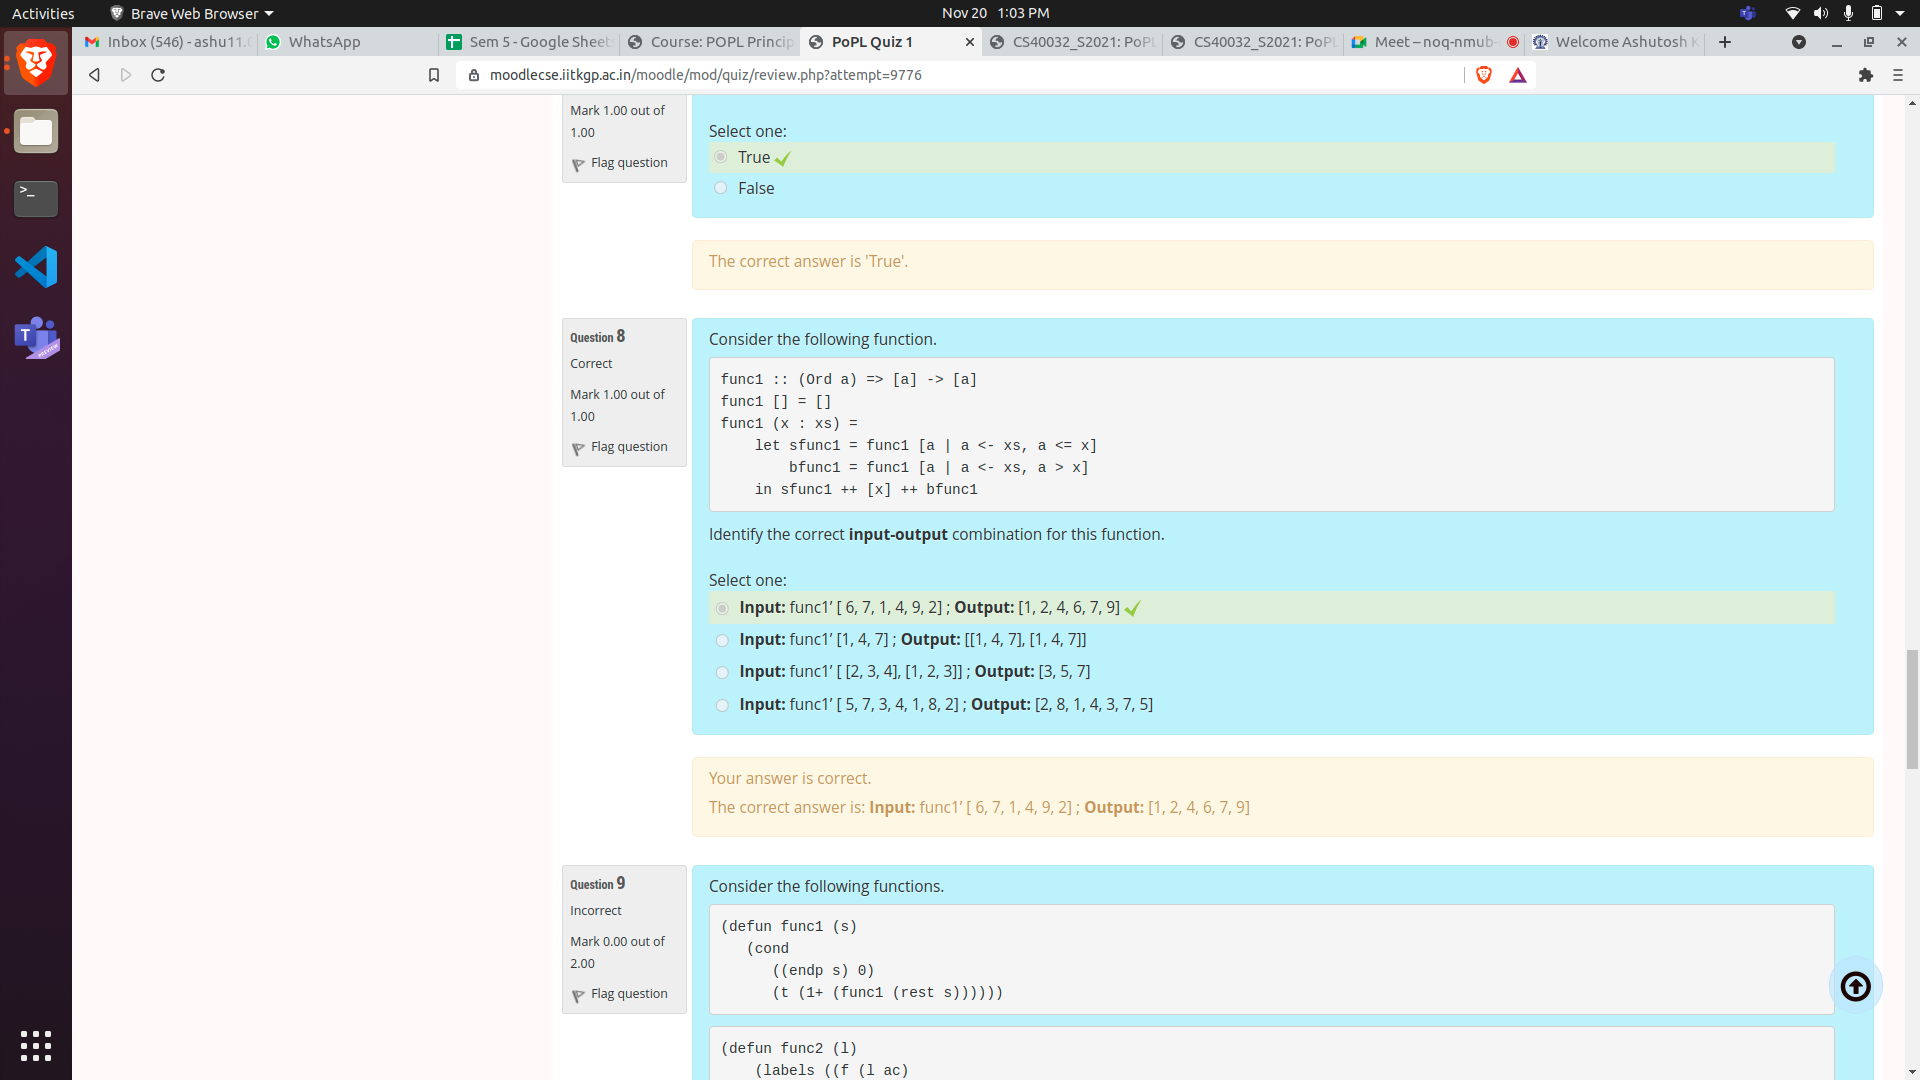 Activities
Brave Web Browser
Nov 20 1:03 PM
Inbox (546) - ashu11.
WhatsApp
Sem 5 - Google Sheet
Course: POPL Princip
PoPL Quiz 1
CS40032_S2021: PoPL
CS40032_S2021: PoPL
Meet – noq-nmub-
Welcome Ashutosh K
moodlecse.iitkgp.ac.in/moodle/mod/quiz/review.php?attempt=9776
Mark 1.00 out of
1.00
Flag question
Select one:
True
False
The correct answer is 'True'.
Question 8
Correct
Mark 1.00 out of
1.00
Flag question
Consider the following function.
func1 :: (Ord a) => [a] -> [a]
func1 [] = []
func1 (x : xs) =
    let sfunc1 = func1 [a | a <- xs, a <= x]
        bfunc1 = func1 [a | a <- xs, a > x]
    in sfunc1 ++ [x] ++ bfunc1
Identify the correct input-output combination for this function.
Select one:
Input: func1’ [ 6, 7, 1, 4, 9, 2] ; Output: [1, 2, 4, 6, 7, 9]
Input: func1’ [1, 4, 7] ; Output: [[1, 4, 7], [1, 4, 7]]
Input: func1’ [ [2, 3, 4], [1, 2, 3]] ; Output: [3, 5, 7]
Input: func1’ [ 5, 7, 3, 4, 1, 8, 2] ; Output: [2, 8, 1, 4, 3, 7, 5]
Your answer is correct.
The correct answer is: Input: func1’ [ 6, 7, 1, 4, 9, 2] ; Output: [1, 2, 4, 6, 7, 9]
Question 9
Incorrect
Mark 0.00 out of
2.00
Flag question
Consider the following functions.
(defun func1 (s)
   (cond
      ((endp s) 0)
      (t (1+ (func1 (rest s))))))
(defun func2 (l)
    (labels ((f (l ac)